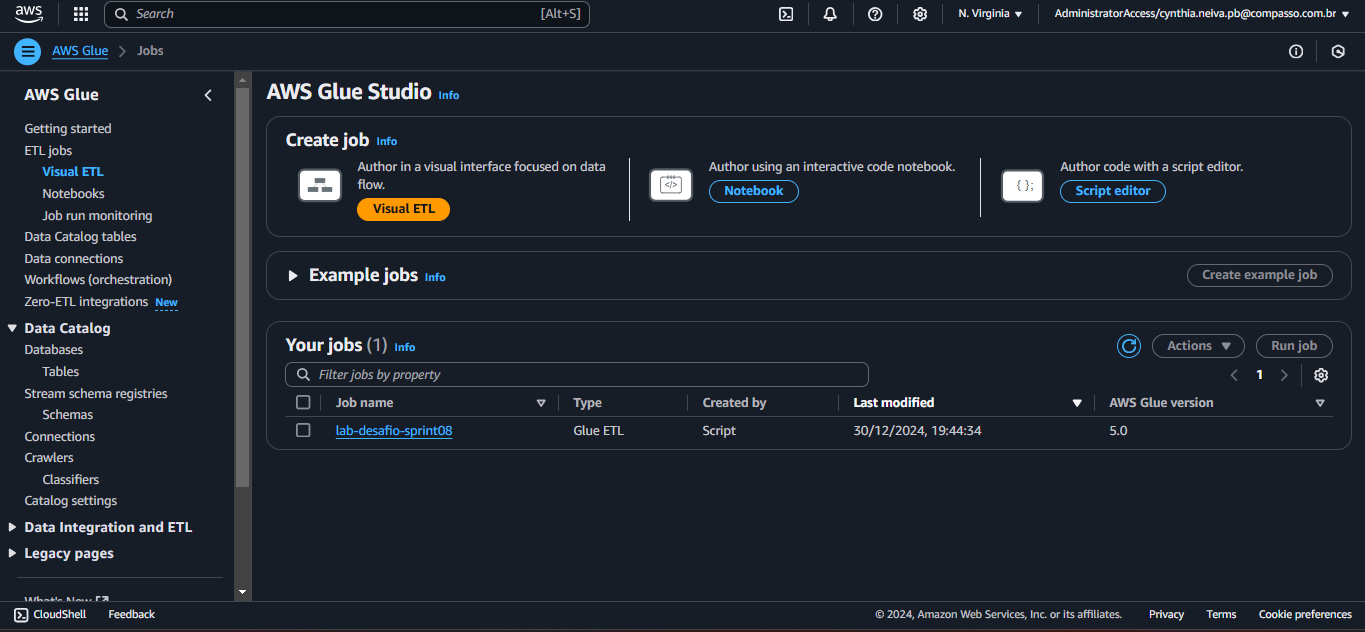 aws
Search [Alt+S]
N. Virginia
AdministratorAccess/cynthia.neiva.pb@compasso.com.br
AWS Glue > Jobs
AWS Glue
Getting started
ETL jobs
Visual ETL
Notebooks
Job run monitoring
Data Catalog tables
Data connections
Workflows (orchestration)
Zero-ETL integrations New
Data Catalog
Databases
Tables
Stream schema registries
Schemas
Connections
Crawlers
Classifiers
Catalog settings
Data Integration and ETL
Legacy pages
What's New
AWS Glue Studio Info
Create job Info
Author in a visual interface focused on data
flow.
Visual ETL
</>
Author using an interactive code notebook.
Notebook
{ };
Author code with a script editor.
Script editor
Example jobs Info
Create example job
Your jobs (1) Info
Actions
Run job
Filter jobs by property
1
Job name Type Created by Last modified AWS Glue version
lab-desafio-sprint08 Glue ETL Script 30/12/2024, 19:44:34 5.0
CloudShell Feedback
© 2024, Amazon Web Services, Inc. or its affiliates. Privacy Terms Cookie preferences